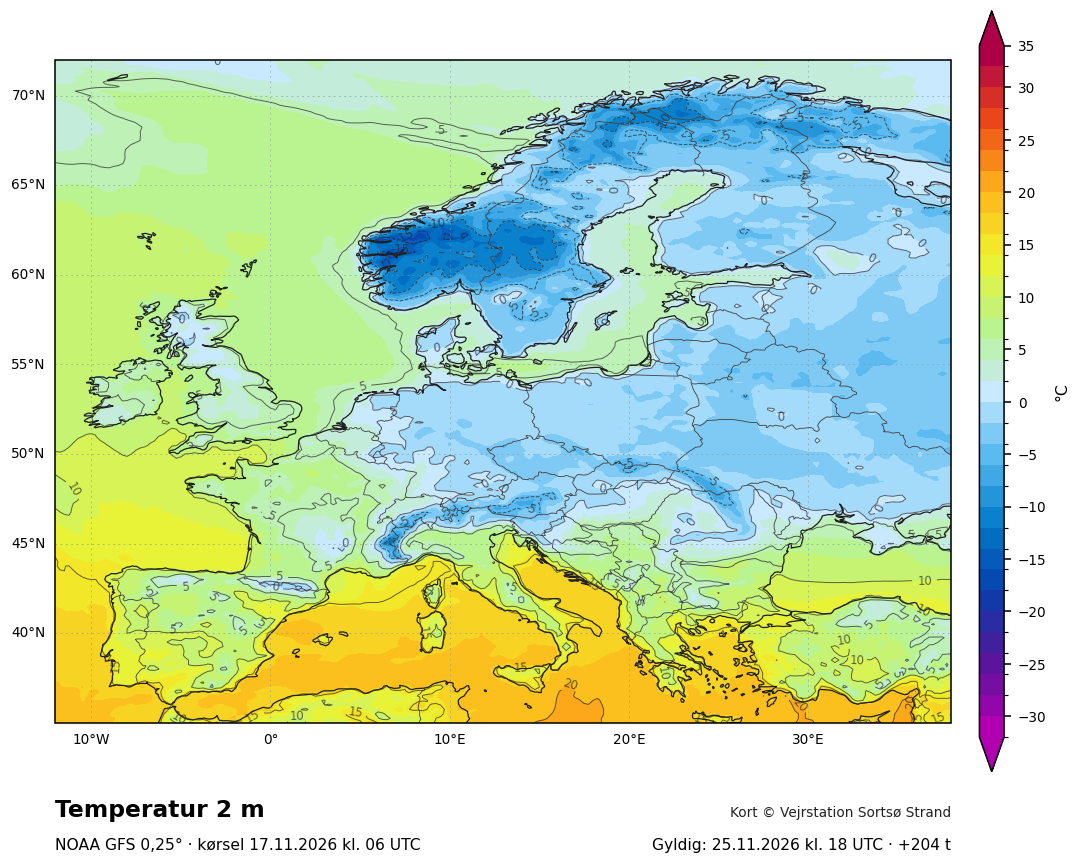 70°N
65°N
60°N
55°N
50°N
45°N
40°N
10°W
0°
10°E
20°E
30°E
35
30
25
20
15
10
5
0
−5
−10
−15
−20
−25
−30
°C
Temperatur 2 m
Kort © Vejrstation Sortsø Strand
NOAA GFS 0,25° · kørsel 17.11.2026 kl. 06 UTC
Gyldig: 25.11.2026 kl. 18 UTC · +204 t